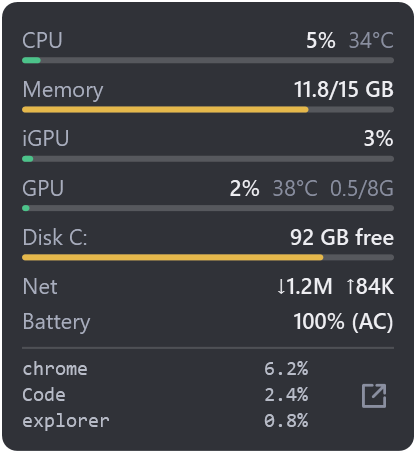 CPU 5% 34°C
Memory 11.8/15 GB
iGPU 3%
GPU 2% 38°C 0.5/8G
Disk C: 92 GB free
Net ↓1.2M ↑84K
Battery 100% (AC)
chrome 6.2%
Code 2.4%
explorer 0.8%